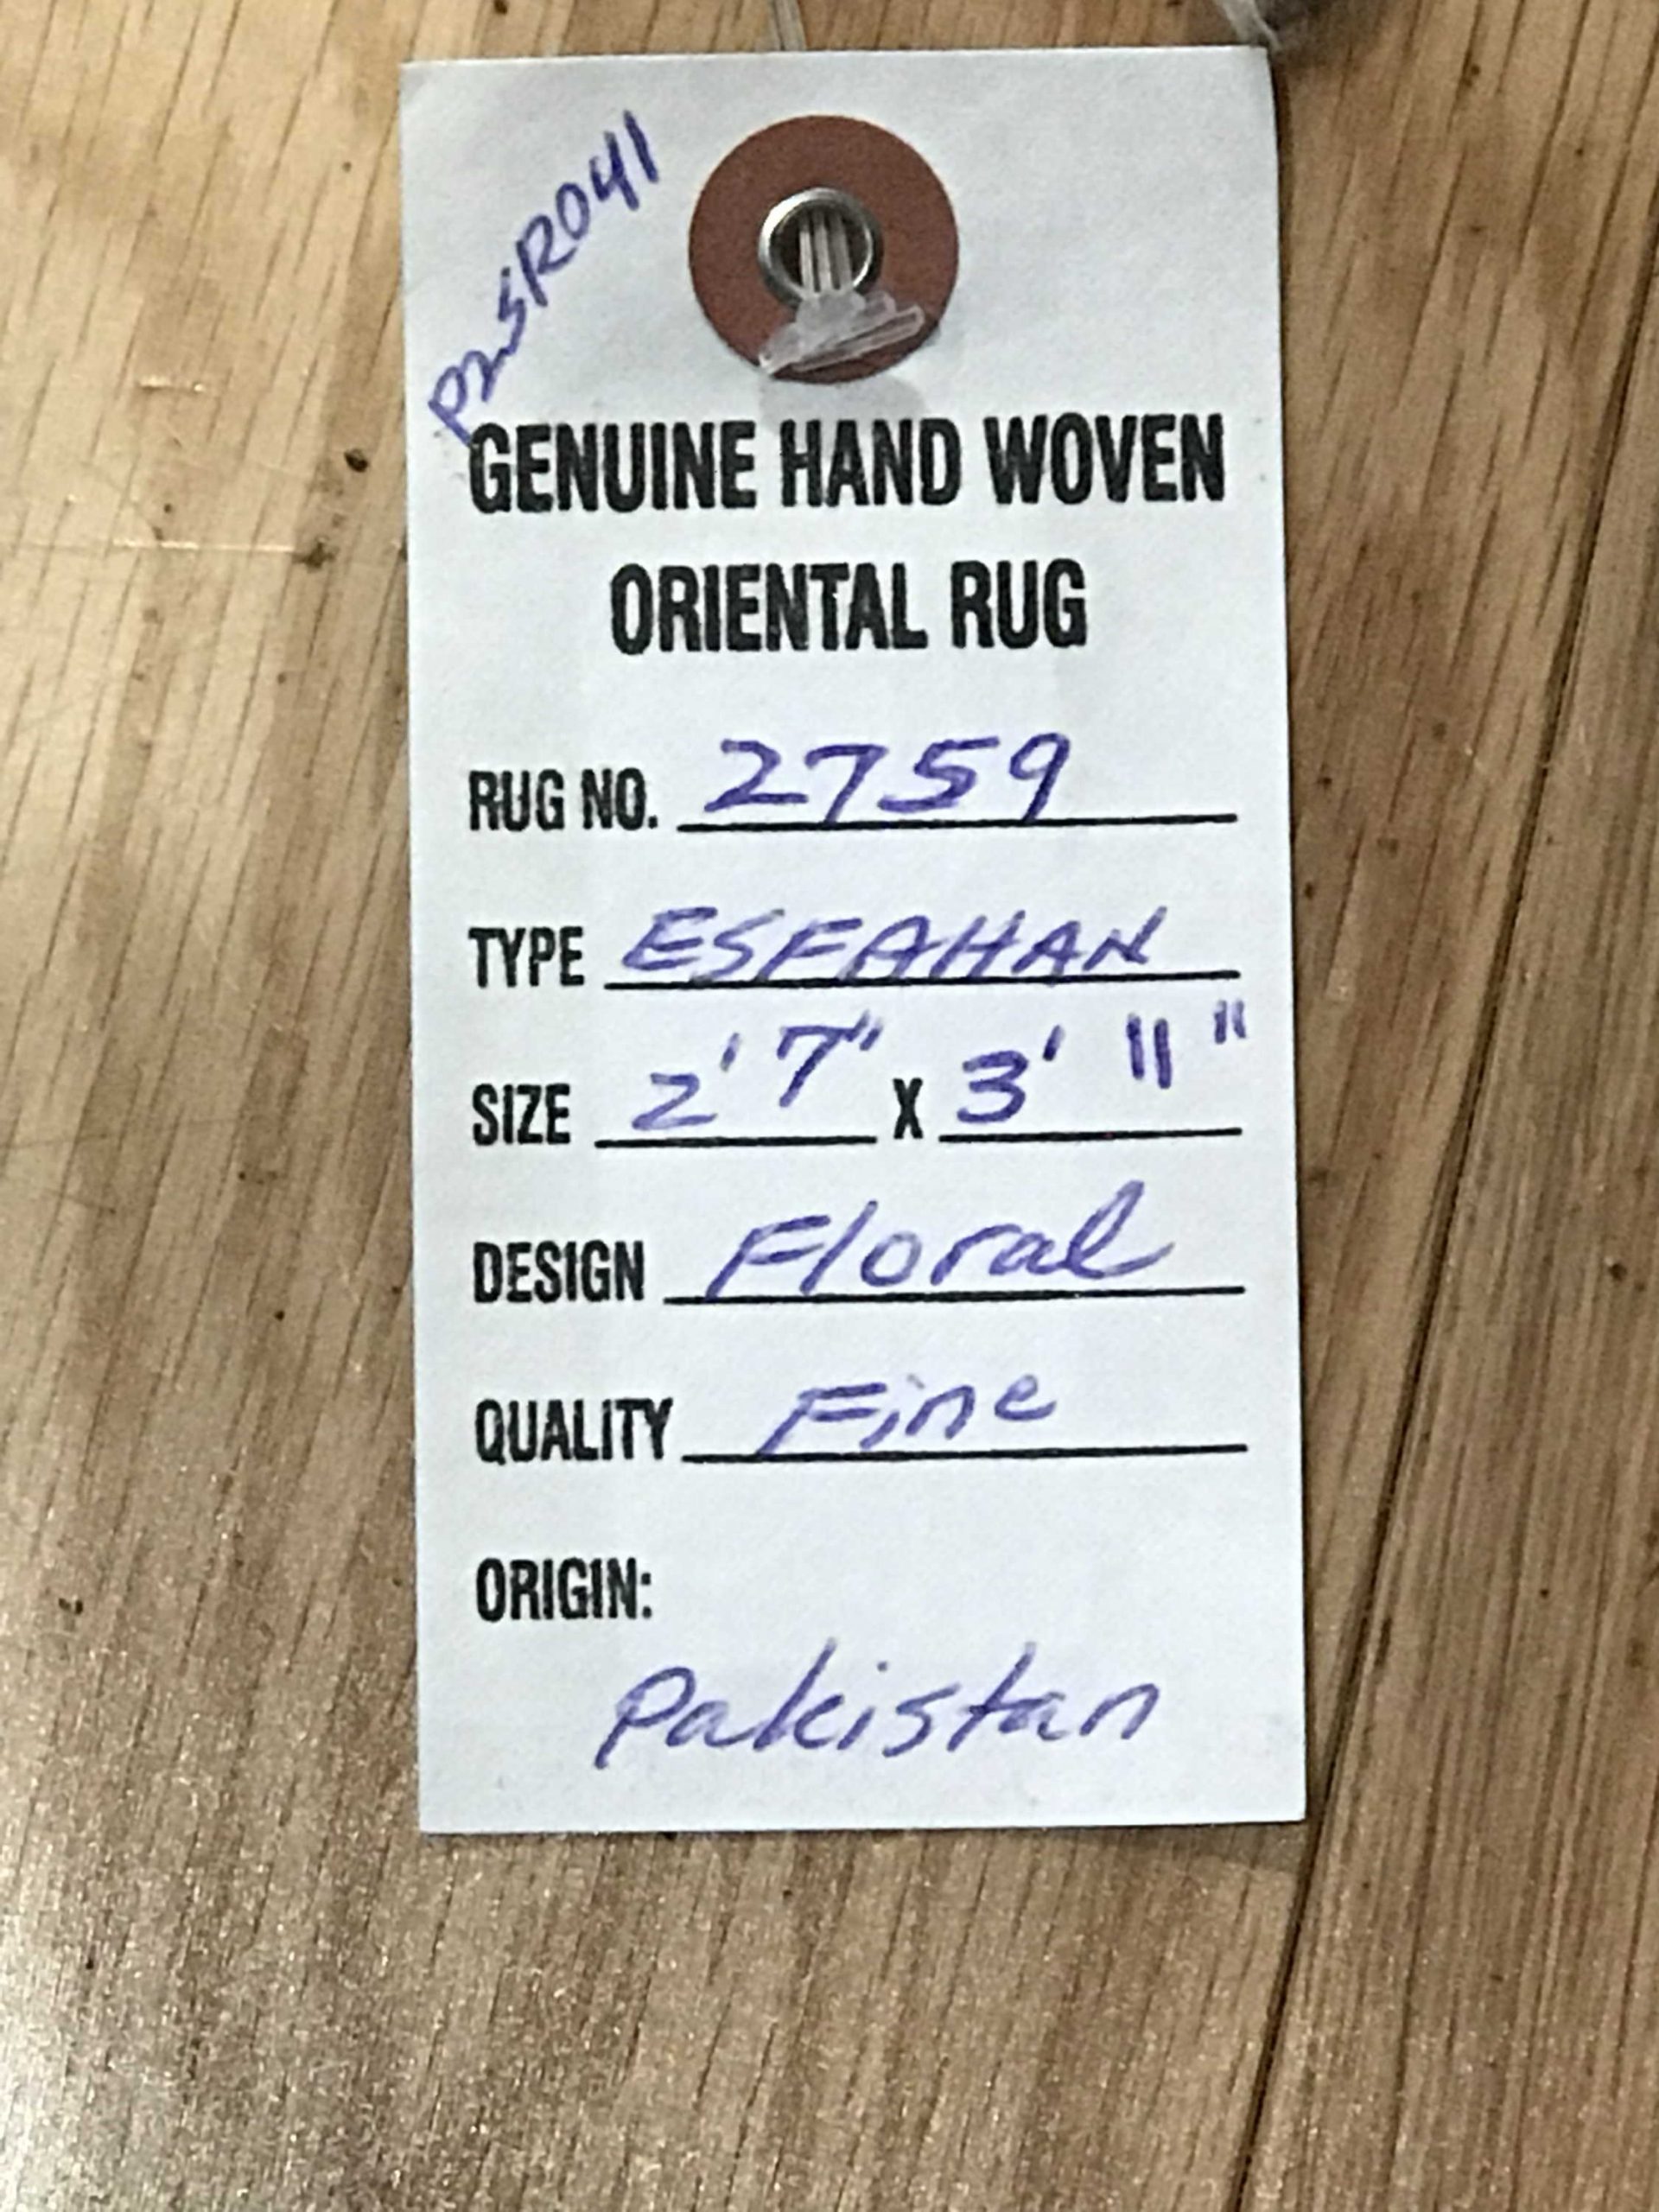 P2SR041
GENUINE HAND WOVEN
ORIENTAL RUG
RUG NO. 2759
TYPE ESFAHAN
SIZE 2' 7" X 3' 11"
DESIGN Floral
QUALITY Fine
ORIGIN:
Pakistan